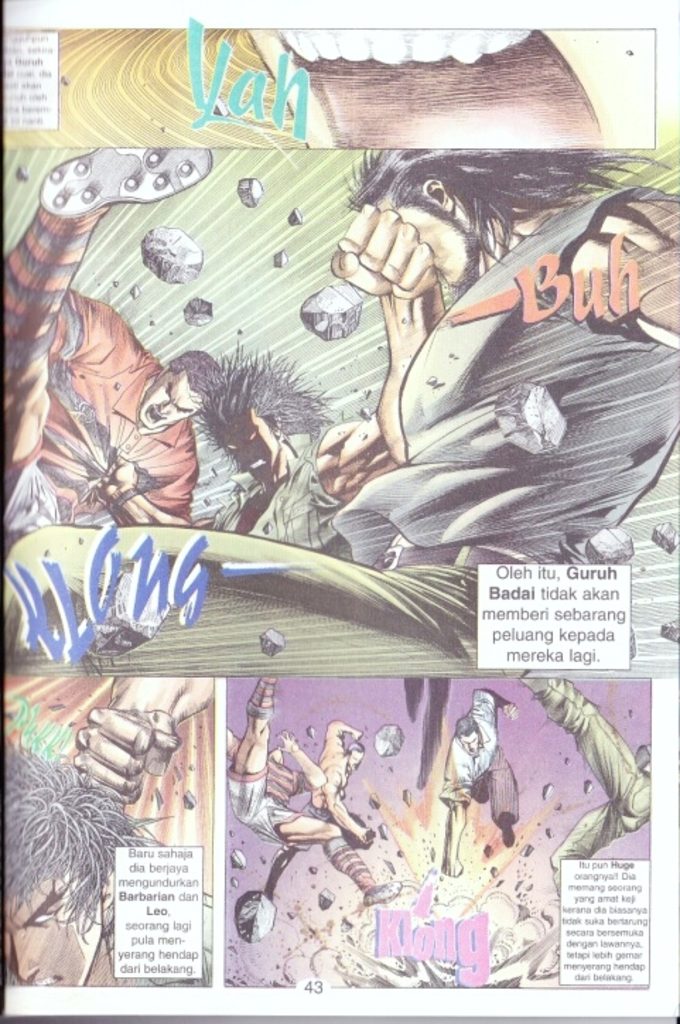 Yah
Buh
Klong
Oleh itu, Guruh
Badai tidak akan
memberi sebarang
peluang kepada
mereka lagi.
Baru sahaja
dia berjaya
mengundurkan
Barbarian dan
Leo,
seorang lagi
pula men-
yerang hendap
dari belakang.
Klong
Itu pun Huge
orangnya!! Dia
memang seorang
yang amat keji
kerana dia biasanya
tidak suka bertarung
secara bersemuka
dengan lawannya,
tetapi lebih gemar
menyerang hendap
dari belakang.
43